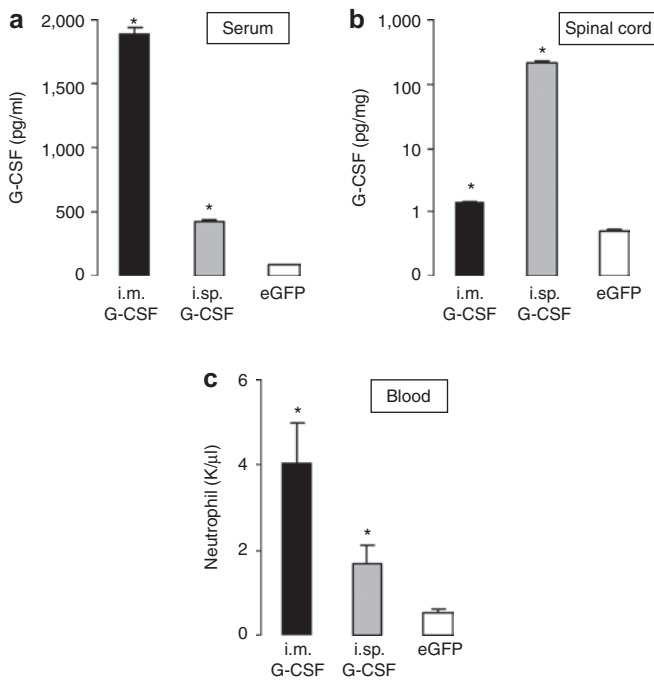 a
Serum
G-CSF (pg/ml)
2,000
1,500
1,000
500
0
*
*
i.m.
G-CSF
i.sp.
G-CSF
eGFP
b
Spinal cord
G-CSF (pg/mg)
1,000
100
10
1
0
*
*
i.m.
G-CSF
i.sp.
G-CSF
eGFP
c
Blood
Neutrophil (K/µl)
6
4
2
0
*
*
i.m.
G-CSF
i.sp.
G-CSF
eGFP